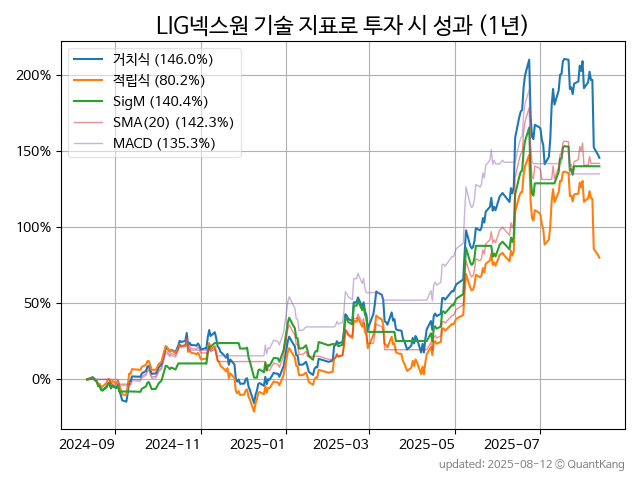 LIG넥스원 기술 지표로 투자 시 성과 (1년)
거치식 (146.0%)
적립식 (80.2%)
SigM (140.4%)
SMA(20) (142.3%)
MACD (135.3%)
200%
150%
100%
50%
0%
2024-09 2024-11 2025-01 2025-03 2025-05 2025-07
updated: 2025-08-12 © QuantKang